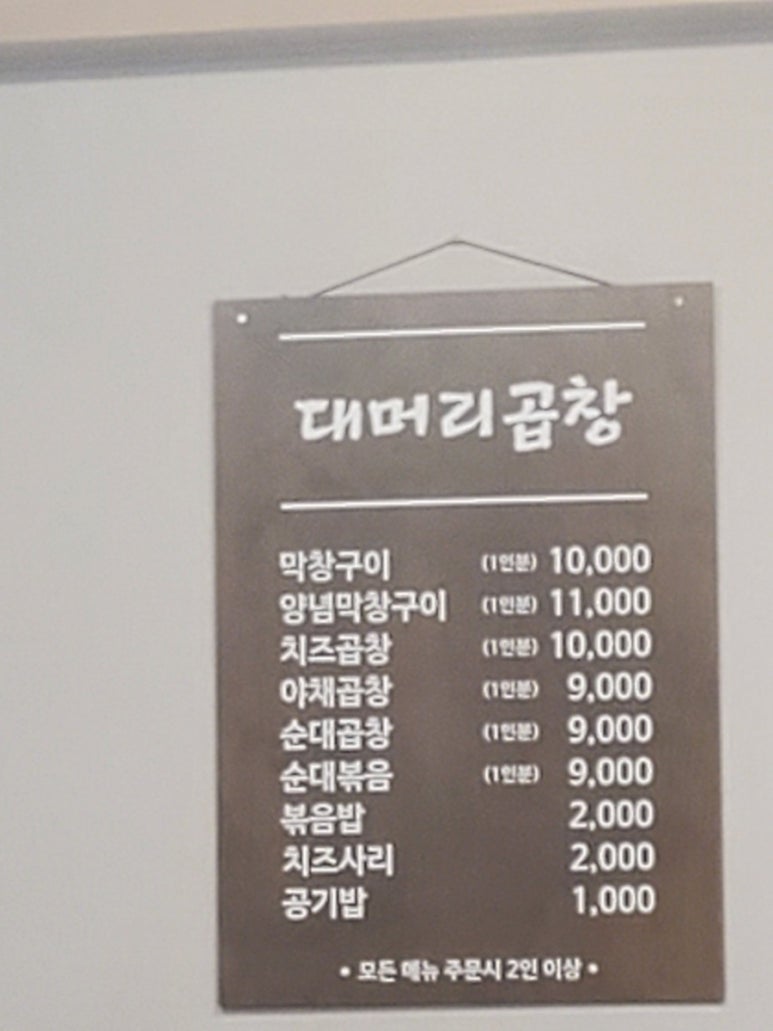 대머리곱창
막창구이 (1인분) 10,000
양념막창구이 (1인분) 11,000
치즈곱창 (1인분) 10,000
야채곱창 (1인분) 9,000
순대곱창 (1인분) 9,000
순대볶음 (1인분) 9,000
볶음밥 2,000
치즈사리 2,000
공기밥 1,000
• 모든 메뉴 주문시 2인 이상 •